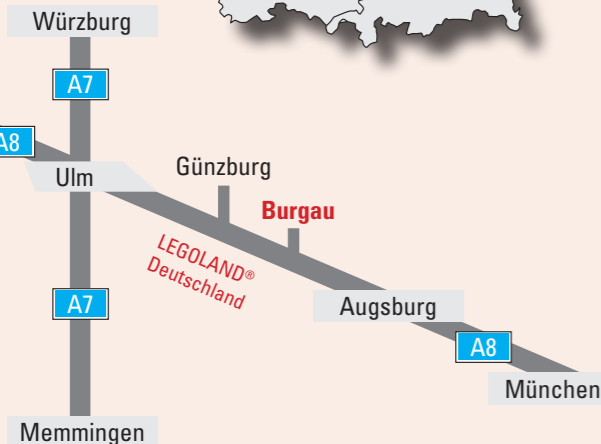 Würzburg
A7
A8
Ulm
Günzburg
Burgau
LEGOLAND®
Deutschland
A7
Augsburg
A8
München
Memmingen